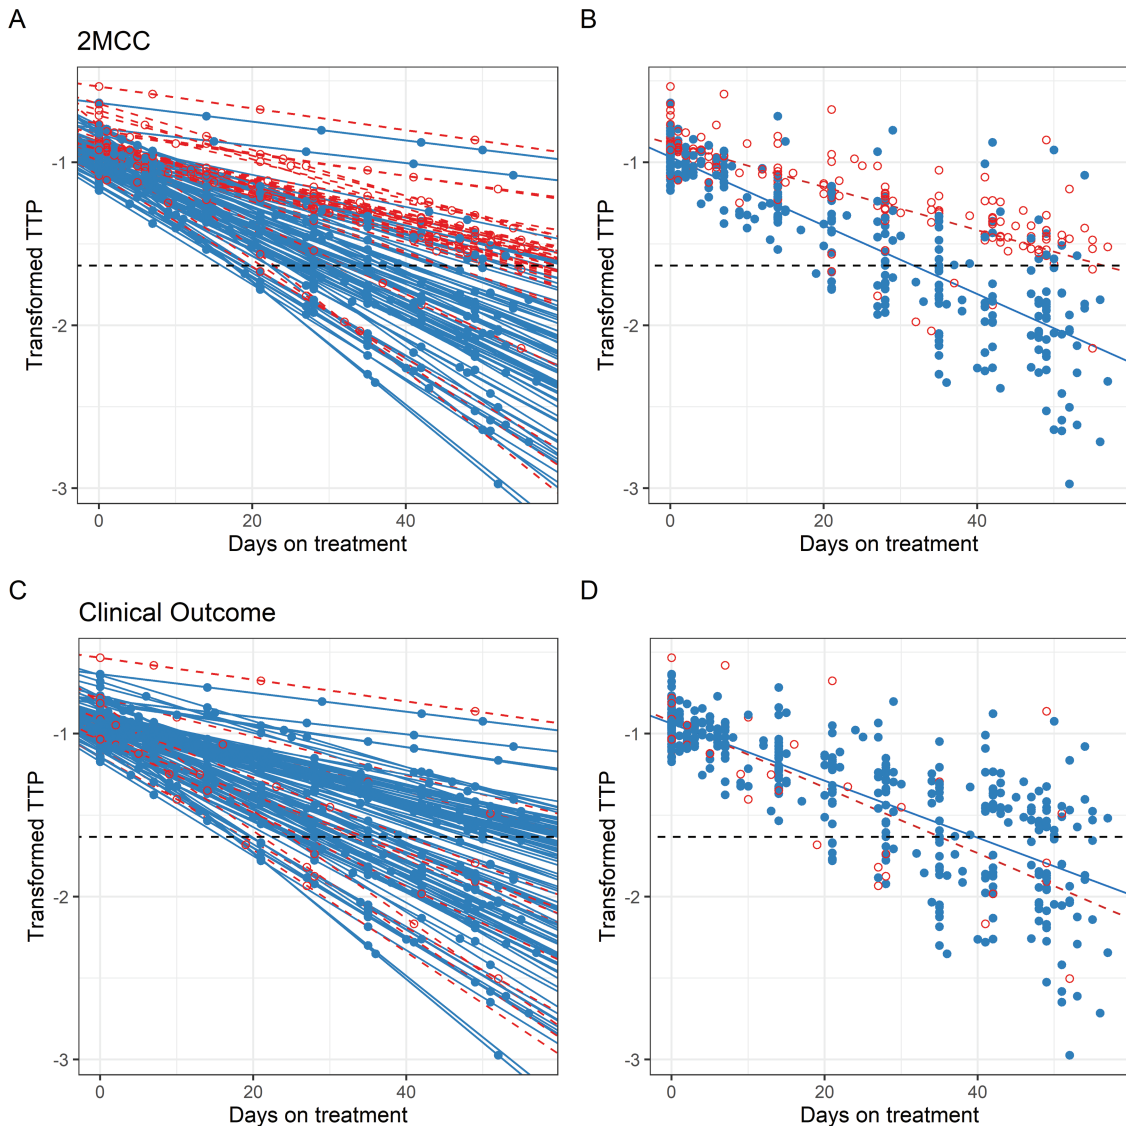 A
2MCC
Transformed TTP
-1
-2
-3
0 20 40
Days on treatment
B
Transformed TTP
-1
-2
-3
0 20 40
Days on treatment
C
Clinical Outcome
Transformed TTP
-1
-2
-3
0 20 40
Days on treatment
D
Transformed TTP
-1
-2
-3
0 20 40
Days on treatment